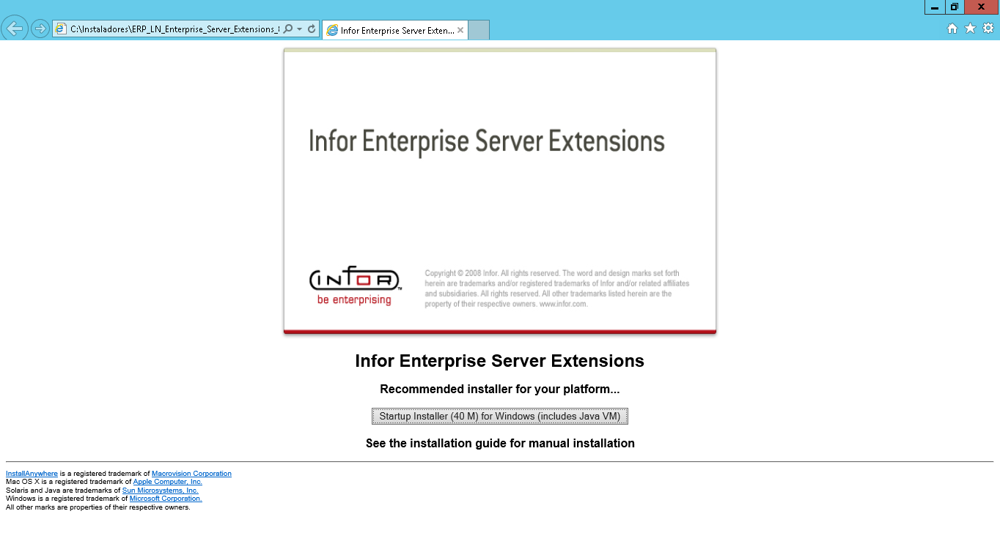 C:\Instaladores\ERP_LN_Enterprise_Server_Extensions_
Infor Enterprise Server Exten...
Infor Enterprise Server Extensions
INFOR™
be enterprising
Copyright © 2008 Infor. All rights reserved. The word and design marks set forth
herein are trademarks and/or registered trademarks of Infor and/or related affiliates
and subsidiaries. All rights reserved. All other trademarks listed herein are the
property of their respective owners. www.infor.com.
Infor Enterprise Server Extensions
Recommended installer for your platform...
Startup Installer (40 M) for Windows (includes Java VM)
See the installation guide for manual installation
InstallAnywhere is a registered trademark of Macrovision Corporation
Mac OS X is a registered trademark of Apple Computer, Inc.
Solaris and Java are trademarks of Sun Microsystems, Inc.
Windows is a registered trademark of Microsoft Corporation.
All other marks are properties of their respective owners.